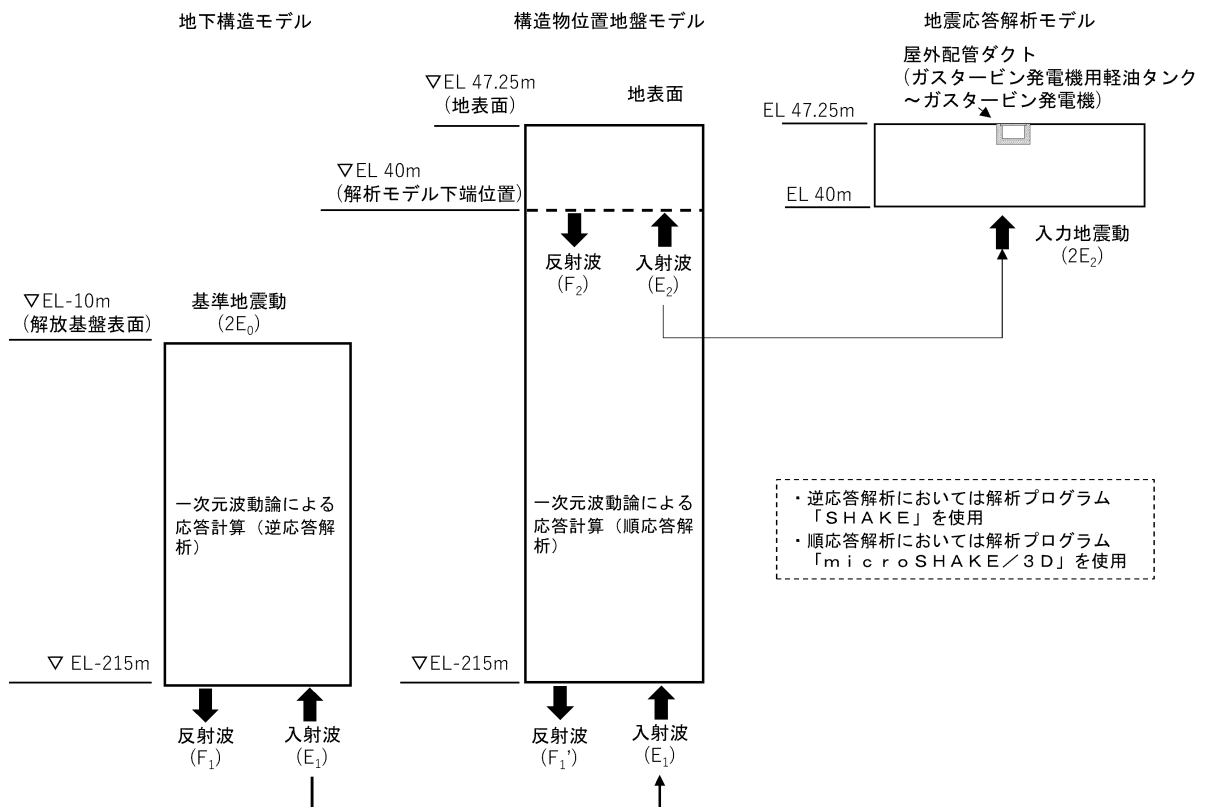 地下構造モデル
▽EL-10m
(解放基盤表面)
基準地震動
(2E₀)
一次元波動論による
応答計算（逆応答解
析）
▽ EL-215m
反射波
(F₁)
入射波
(E₁)
構造物位置地盤モデル
▽EL 47.25m
(地表面)
地表面
▽EL 40m
(解析モデル下端位置)
反射波
(F₂)
入射波
(E₂)
一次元波動論による
応答計算（順応答解
析）
▽EL-215m
反射波
(F₁’)
入射波
(E₁)
地震応答解析モデル
屋外配管ダクト
(ガスタービン発電機用軽油タンク
～ガスタービン発電機)
EL 47.25m
EL 40m
入力地震動
(2E₂)
・逆応答解析においては解析プログラム
「ＳＨＡＫＥ」を使用
・順応答解析においては解析プログラム
「ｍｉｃｒｏＳＨＡＫＥ／３Ｄ」を使用